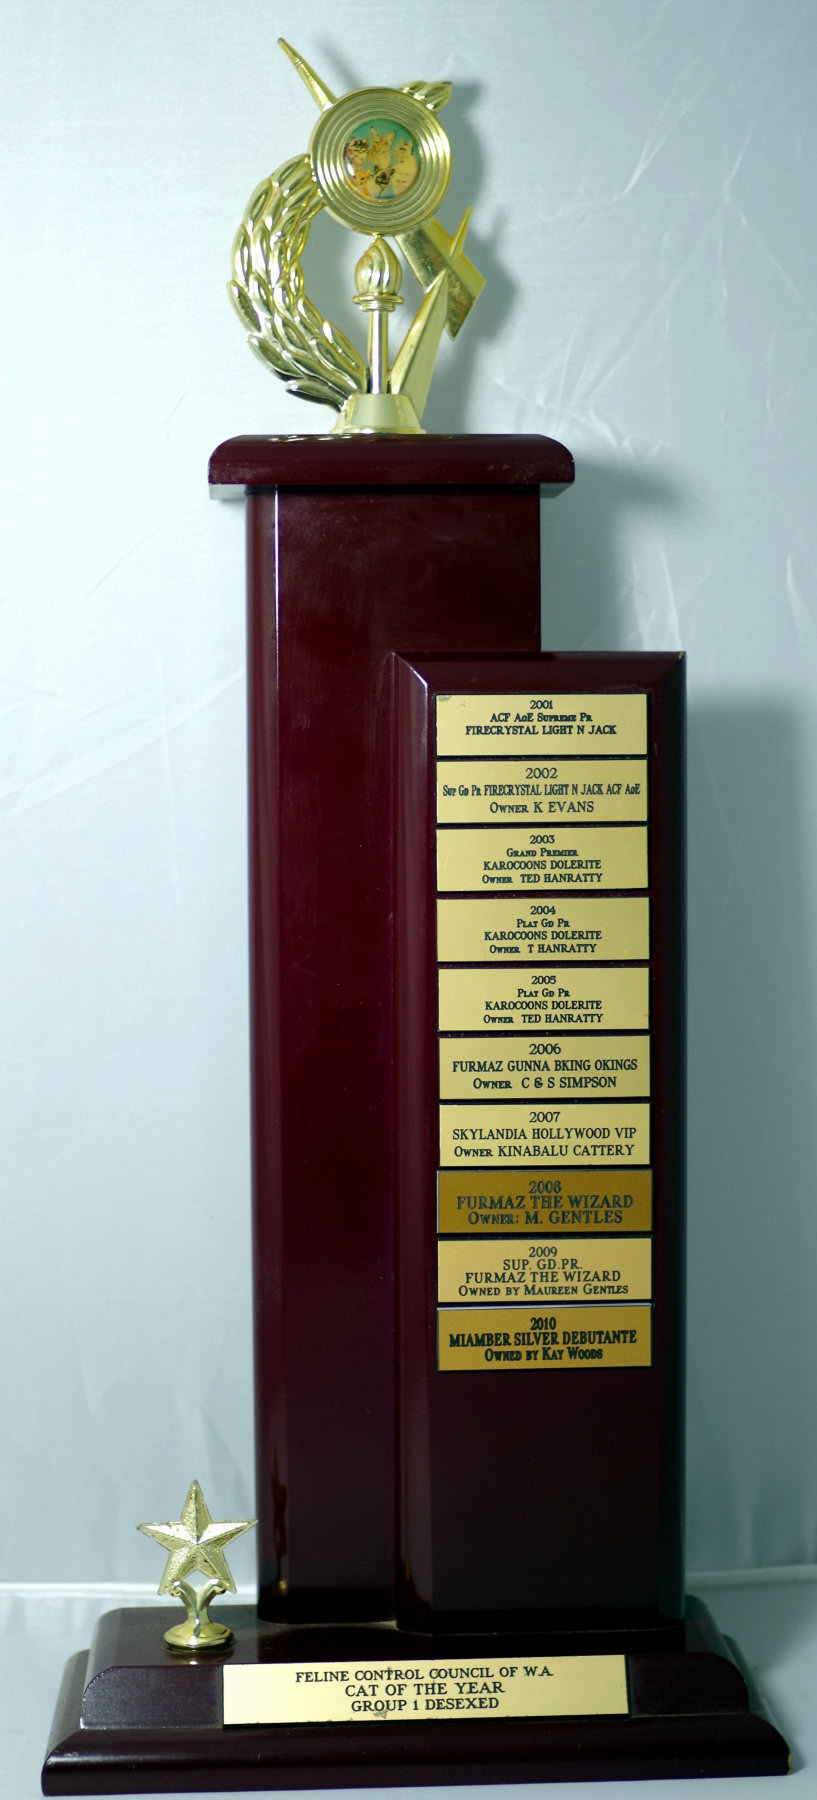 2001
ACF AoE Supreme Pr
FIRECRYSTAL LIGHT N JACK
2002
Sup Gd Pr FIRECRYSTAL LIGHT N JACK ACF AoE
Owner K EVANS
2003
Grand Premier
KAROCOONS DOLERITE
Owner TED HANRATTY
2004
Plat Gd Pr
KAROCOONS DOLERITE
Owner T HANRATTY
2005
Plat Gd Pr
KAROCOONS DOLERITE
Owner TED HANRATTY
2006
FURMAZ GUNNA BKING OKINGS
Owner C & S SIMPSON
2007
SKYLANDIA HOLLYWOOD VIP
Owner KINABALU CATTERY
2008
FURMAZ THE WIZARD
Owner: M. GENTLES
2009
SUP. GD.PR.
FURMAZ THE WIZARD
Owned by Maureen Gentles
2010
MIAMBER SILVER DEBUTANTE
Owned by Kay Woods
FELINE CONTROL COUNCIL OF W.A.
CAT OF THE YEAR
GROUP 1 DESEXED